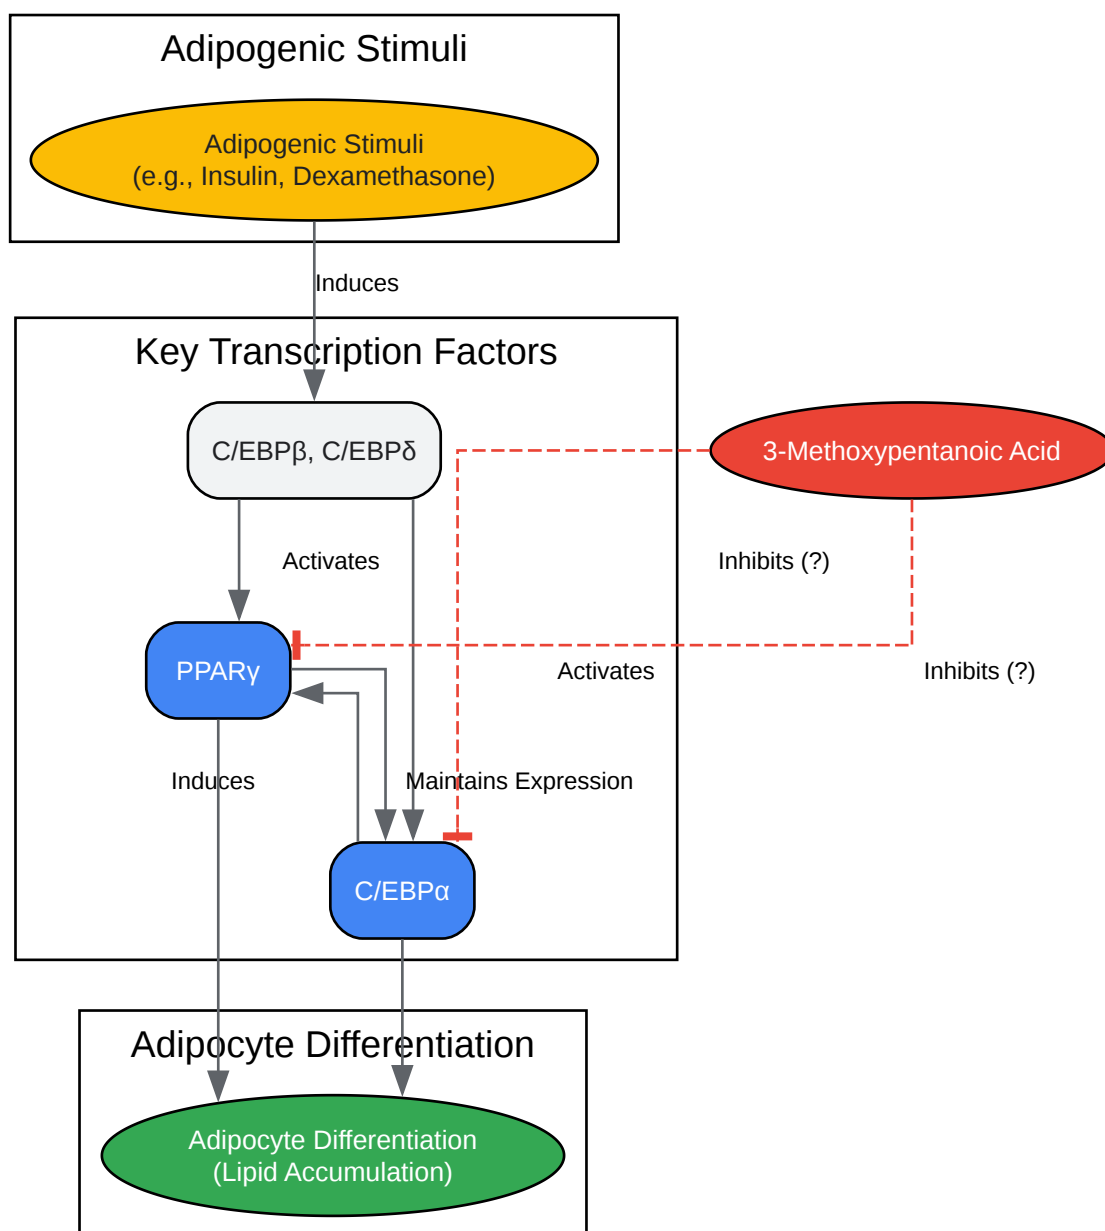 Adipogenic Stimuli
Adipogenic Stimuli
(e.g., Insulin, Dexamethasone)
Induces
Key Transcription Factors
C/EBPβ, C/EBPδ
3-Methoxypentanoic Acid
Activates
Inhibits (?)
PPARγ
Activates
Inhibits (?)
Induces
Maintains Expression
C/EBPα
Adipocyte Differentiation
Adipocyte Differentiation
(Lipid Accumulation)